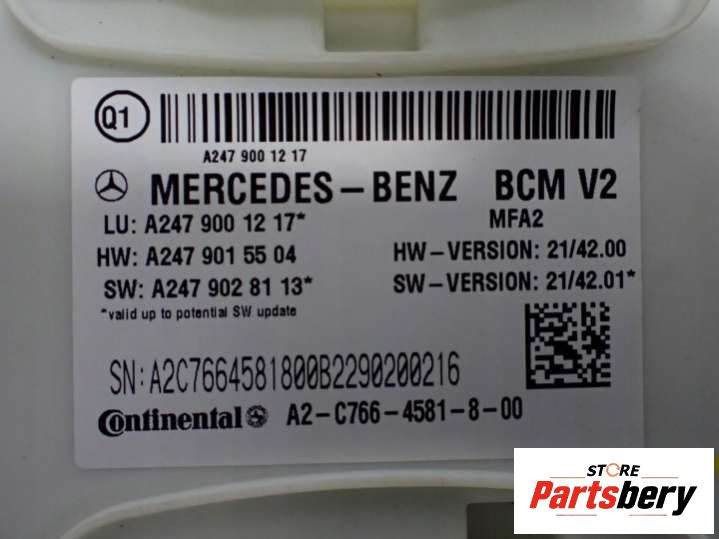 Q1
A247 900 12 17
MERCEDES-BENZ BCM V2
LU: A247 900 12 17* MFA2
HW: A247 901 55 04 HW-VERSION: 21/42.00
SW: A247 902 81 13* SW-VERSION: 21/42.01*
*valid up to potential SW update
SN: A2C7664581800B2290200216
Continental A2-C766-4581-8-00
STORE
Partsbery